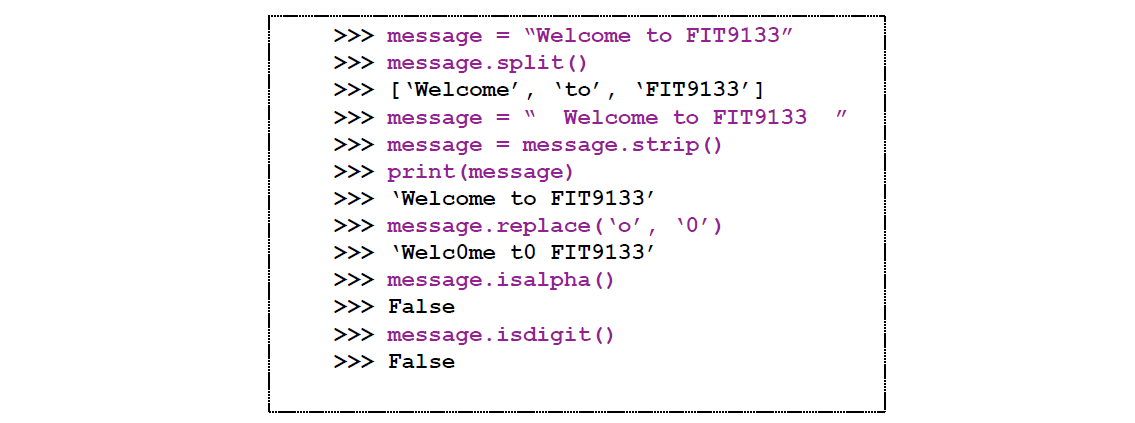 >>> message = “Welcome to FIT9133”
>>> message.split()
>>> [‘Welcome’, ‘to’, ‘FIT9133’]
>>> message = “  Welcome to FIT9133  ”
>>> message = message.strip()
>>> print(message)
>>> ‘Welcome to FIT9133’
>>> message.replace(‘o’, ‘0’)
>>> ‘Welc0me t0 FIT9133’
>>> message.isalpha()
>>> False
>>> message.isdigit()
>>> False